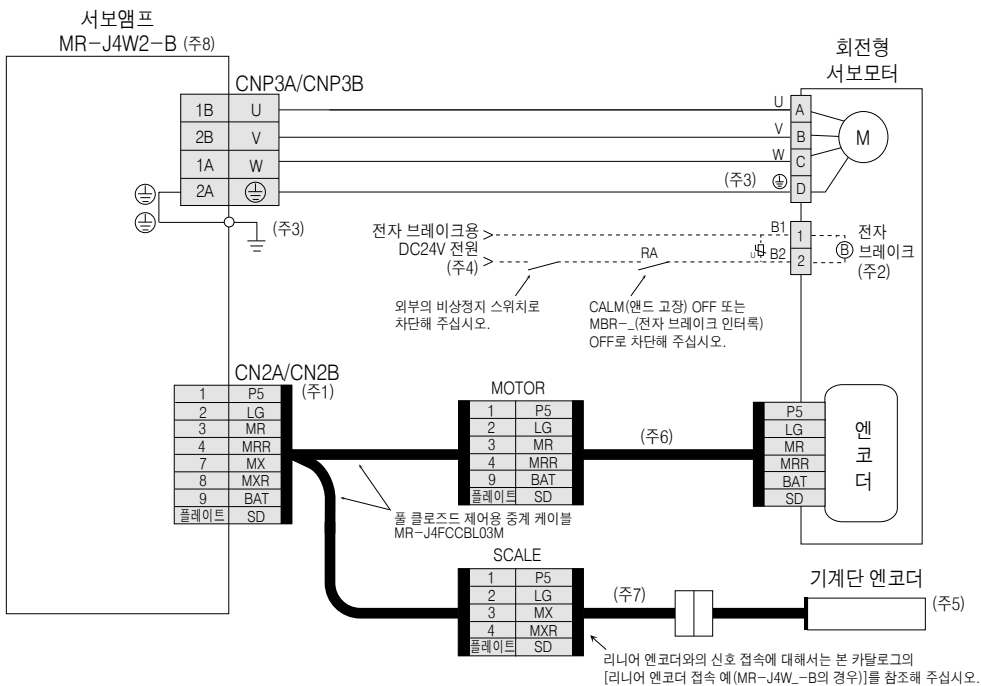 서보앰프
MR-J4W2-B (주8)
CNP3A/CNP3B
1B U
2B V
1A W
2A
(주3)
회전형
서보모터
U A
V B
W C
(주3) D
M
전자 브레이크용
DC24V 전원
(주4)
RA
B1 1
U B2 2
B
전자
브레이크
(주2)
외부의 비상정지 스위치로
차단해 주십시오.
CALM(앤드 고장) OFF 또는
MBR-_(전자 브레이크 인터록)
OFF로 차단해 주십시오.
CN2A/CN2B
(주1)
1 P5
2 LG
3 MR
4 MRR
7 MX
8 MXR
9 BAT
플레이트 SD
MOTOR
1 P5
2 LG
3 MR
4 MRR
9 BAT
플레이트 SD
(주6)
P5
LG
MR
MRR
BAT
SD
엔코더
풀 클로즈드 제어용 중계 케이블
MR-J4FCCBL03M
SCALE
1 P5
2 LG
3 MX
4 MXR
플레이트 SD
(주7)
기계단 엔코더
(주5)
리니어 엔코더와의 신호 접속에 대해서는 본 카탈로그의
[리니어 엔코더 접속 예(MR-J4W_-B의 경우)]를 참조해 주십시오.